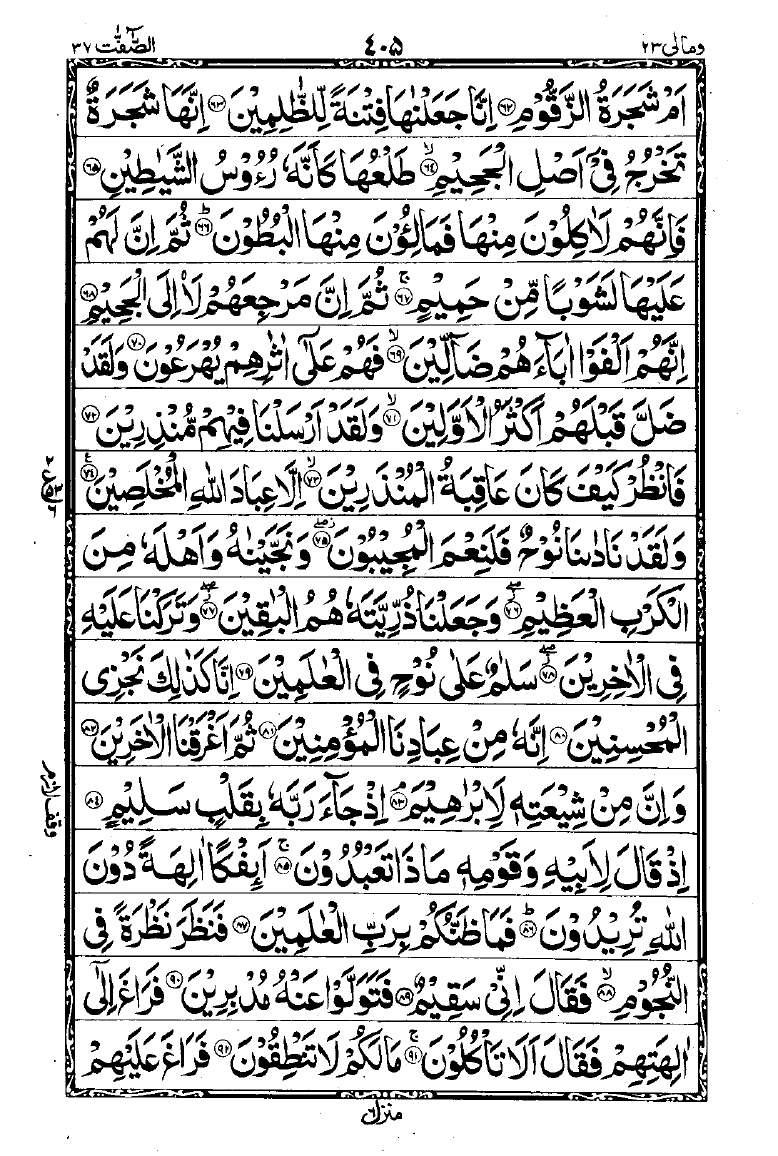 ومالی ٢٣ ٤٠٥ الصّٰٓفّٰت ٣٧
اَمۡ شَجَرَةُ الزَّقُّوۡمِ ﴿٦٢﴾ اِنَّا جَعَلۡنٰهَا فِتۡنَةً لِّلظّٰلِمِيۡنَ ﴿٦٣﴾ اِنَّهَا شَجَرَةٌ
تَخۡرُجُ فِىۡۤ اَصۡلِ الۡجَحِيۡمِۙ ﴿٦٤﴾ طَلۡعُهَا كَاَنَّهٗ رُءُوۡسُ الشَّيٰطِيۡنِ ﴿٦٥﴾
فَاِنَّهُمۡ لَاٰكِلُوۡنَ مِنۡهَا فَمَالِـُٔوۡنَ مِنۡهَا الۡبُطُوۡنَؕ ﴿٦٦﴾ ثُمَّ اِنَّ لَهُمۡ
عَلَيۡهَا لَشَوۡبًا مِّنۡ حَمِيۡمٍۚ ﴿٦٧﴾ ثُمَّ اِنَّ مَرۡجِعَهُمۡ لَا۟اِلَى الۡجَحِيۡمِ ﴿٦٨﴾
اِنَّهُمۡ اَلۡفَوۡا اٰبَآءَهُمۡ ضَآلِّيۡنَۙ ﴿٦٩﴾ فَهُمۡ عَلٰٓى اٰثٰرِهِمۡ يُهۡرَعُوۡنَ ﴿٧٠﴾ وَلَقَدۡ
ضَلَّ قَبۡلَهُمۡ اَكۡثَرُ الۡاَوَّلِيۡنَۙ ﴿٧١﴾ وَلَقَدۡ اَرۡسَلۡنَا فِيۡهِمۡ مُّنۡذِرِيۡنَ ﴿٧٢﴾
فَانْظُرۡ كَيۡفَ كَانَ عَاقِبَةُ الۡمُنۡذَرِيۡنَۙ ﴿٧٣﴾ اِلَّا عِبَادَ اللّٰهِ الۡمُخۡلَصِيۡنَ ﴿٧٤﴾
وَلَقَدۡ نَادٰٮنَا نُوۡحٌ فَلَنِعۡمَ الۡمُجِيۡبُوۡنَ ﴿٧٥﴾ وَنَجَّيۡنٰهُ وَاَهۡلَهٗ مِنَ
الۡكَرۡبِ الۡعَظِيۡمِ ﴿٧٦﴾ وَجَعَلۡنَا ذُرِّيَّتَهٗ هُمُ الۡبٰقِيۡنَ ﴿٧٧﴾ وَتَرَكۡنَا عَلَيۡهِ
فِى الۡاٰخِرِيۡنَ ﴿٧٨﴾ سَلٰمٌ عَلٰى نُوۡحٍ فِى الۡعٰلَمِيۡنَ ﴿٧٩﴾ اِنَّا كَذٰلِكَ نَجۡزِى
الۡمُحۡسِنِيۡنَ ﴿٨٠﴾ اِنَّهٗ مِنۡ عِبَادِنَا الۡمُؤۡمِنِيۡنَ ﴿٨١﴾ ثُمَّ اَغۡرَقۡنَا الۡاٰخَرِيۡنَ ﴿٨٢﴾
وَاِنَّ مِنۡ شِيۡعَتِهٖ لَاِبۡرٰهِيۡمَۘ ﴿٨٣﴾ اِذۡ جَآءَ رَبَّهٗ بِقَلۡبٍ سَلِيۡمٍ ﴿٨٤﴾
اِذۡ قَالَ لِاَبِيۡهِ وَقَوۡمِهٖ مَاذَا تَعۡبُدُوۡنَۚ ﴿٨٥﴾ اَٮِٕفۡكًا اٰلِهَةً دُوۡنَ
اللّٰهِ تُرِيۡدُوۡنَؕ ﴿٨٦﴾ فَمَا ظَنُّكُمۡ بِرَبِّ الۡعٰلَمِيۡنَ ﴿٨٧﴾ فَنَظَرَ نَظۡرَةً فِى
النُّجُوۡمِۙ ﴿٨٨﴾ فَقَالَ اِنِّىۡ سَقِيۡمٌ ﴿٨٩﴾ فَتَوَلَّوۡا عَنۡهُ مُدۡبِرِيۡنَ ﴿٩٠﴾ فَرَاغَ اِلٰٓى
اٰلِهَتِهِمۡ فَقَالَ اَلَا تَاۡكُلُوۡنَۚ ﴿٩١﴾ مَا لَكُمۡ لَا تَنۡطِقُوۡنَ ﴿٩٢﴾ فَرَاغَ عَلَيۡهِمۡ
منزل ٦
وقف لازم